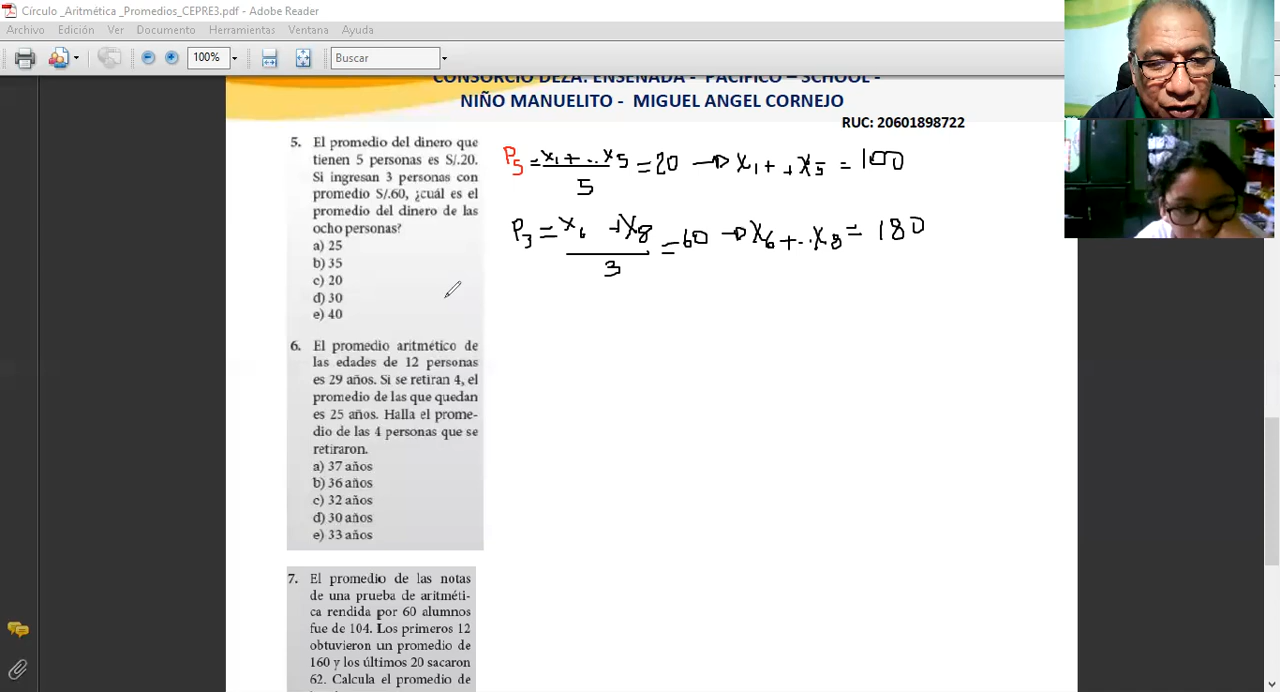 Círculo _Aritmética _Promedios_CEPRE3.pdf - Adobe Reader
Archivo Edición Ver Documento Herramientas Ventana Ayuda
100% Buscar
CONSORCIO DEZA: ENSENADA - PACIFICO – SCHOOL -
NIÑO MANUELITO - MIGUEL ANGEL CORNEJO
RUC: 20601898722
5. El promedio del dinero que
tienen 5 personas es S/.20.
Si ingresan 3 personas con
promedio S/.60, ¿cuál es el
promedio del dinero de las
ocho personas?
a) 25
b) 35
c) 20
d) 30
e) 40
P5 = x1 + .. x5 / 5 = 20 → x1 + .. + x5 = 100
P3 = x6 + x8 / 3 = 60 → x6 + .. x8 = 180
6. El promedio aritmético de
las edades de 12 personas
es 29 años. Si se retiran 4, el
promedio de las que quedan
es 25 años. Halla el prome-
dio de las 4 personas que se
retiraron.
a) 37 años
b) 36 años
c) 32 años
d) 30 años
e) 33 años
7. El promedio de las notas
de una prueba de aritméti-
ca rendida por 60 alumnos
fue de 104. Los primeros 12
obtuvieron un promedio de
160 y los últimos 20 sacaron
62. Calcula el promedio de